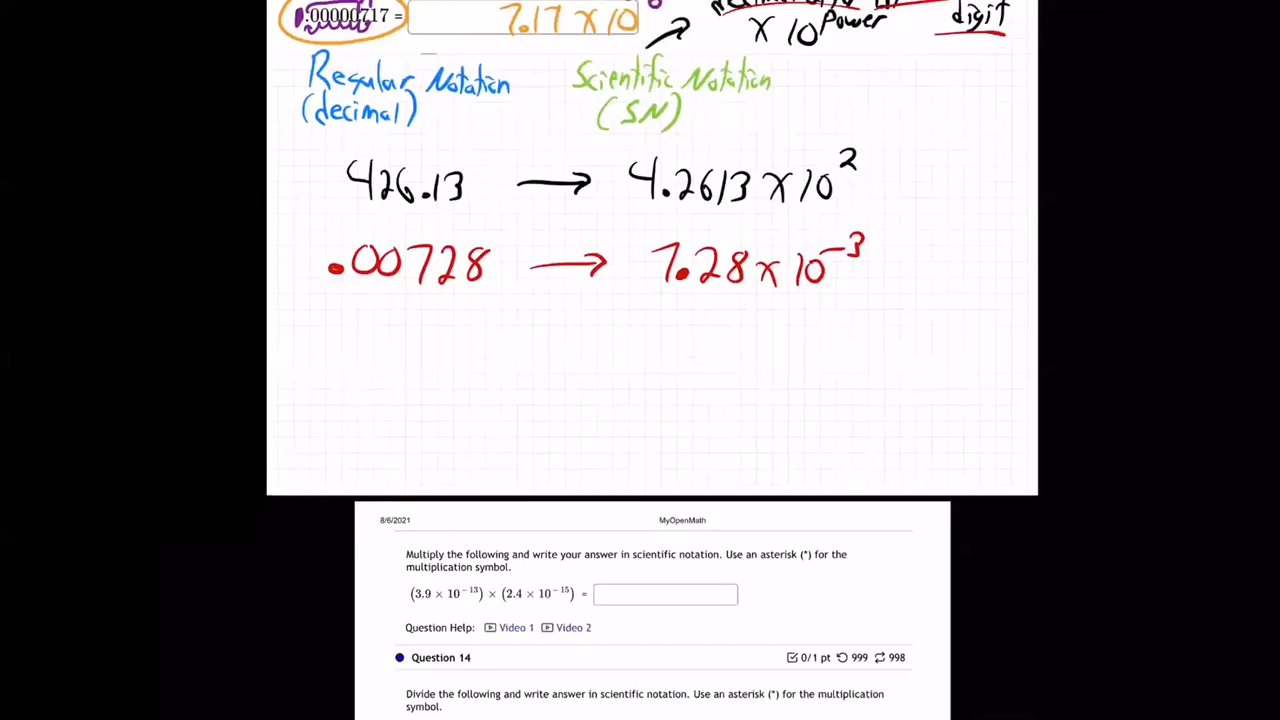 .00000717 = 7.17 x 10
x 10 Power
digit
Regular Notation
(decimal)
Scientific Notation
(SN)
426.13 → 4.2613 x 10²
.00728 → 7.28 x 10⁻³
8/6/2021 MyOpenMath
Multiply the following and write your answer in scientific notation. Use an asterisk (*) for the
multiplication symbol.
(3.9 × 10⁻¹³) × (2.4 × 10⁻¹⁵) =
Question Help: Video 1 Video 2
Question 14 0/1 pt 999 998
Divide the following and write answer in scientific notation. Use an asterisk (*) for the multiplication
symbol.